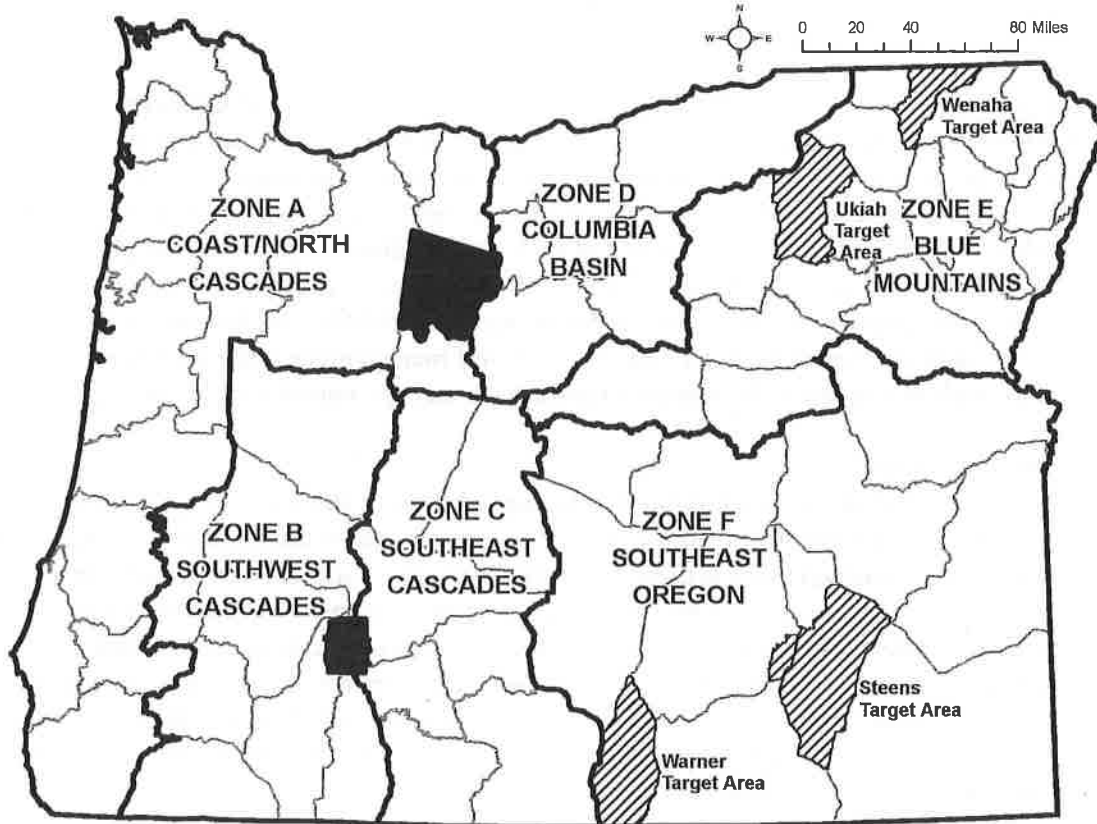 N
W E
S
0 20 40 80 Miles
Wenaha
Target Area
ZONE A
COAST/NORTH
CASCADES
ZONE D
COLUMBIA
BASIN
Ukiah
Target
Area
ZONE E
BLUE
MOUNTAINS
ZONE B
SOUTHWEST
CASCADES
ZONE C
SOUTHEAST
CASCADES
ZONE F
SOUTHEAST
OREGON
Steens
Target Area
Warner
Target Area